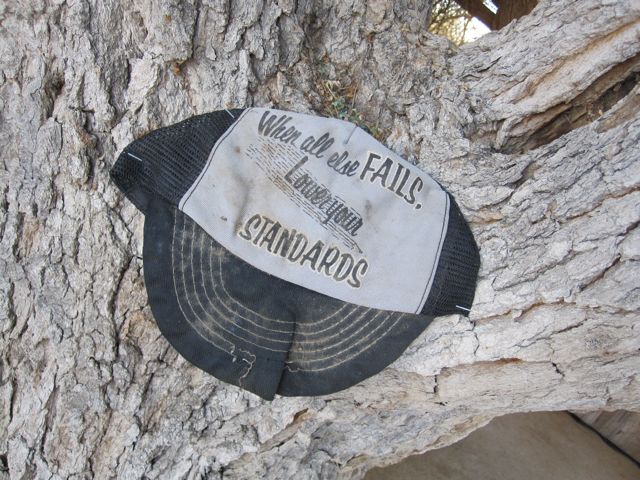 When all else FAILS,
Lower your
STANDARDS